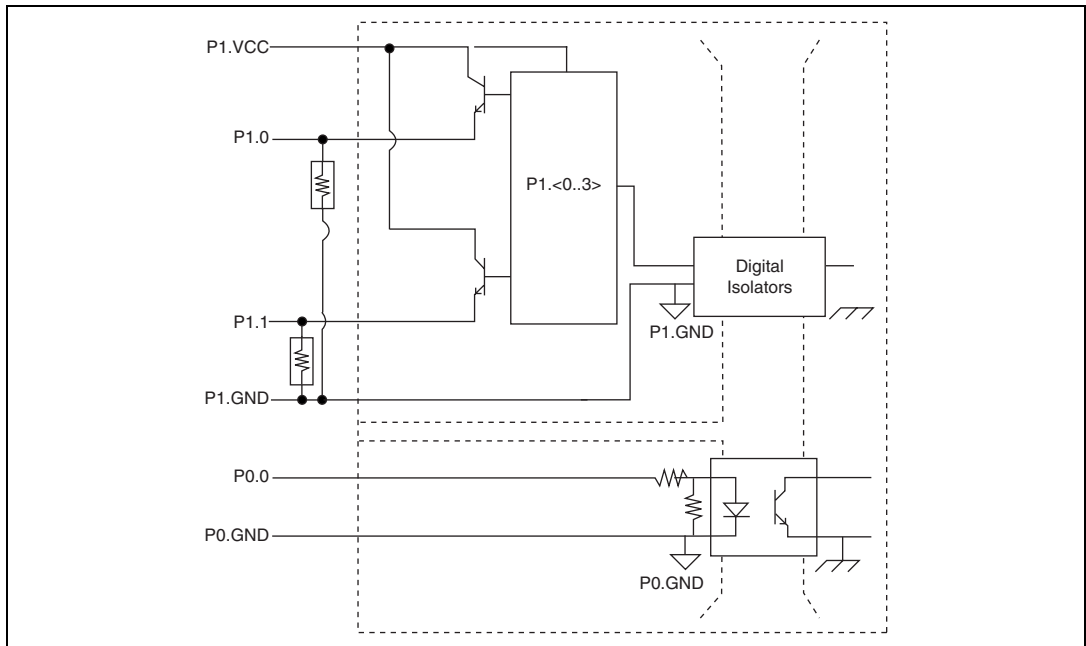 P1.VCC
P1.0
P1.<0..3>
Digital
Isolators
P1.1
P1.GND
P1.GND
P0.0
P0.GND
P0.GND